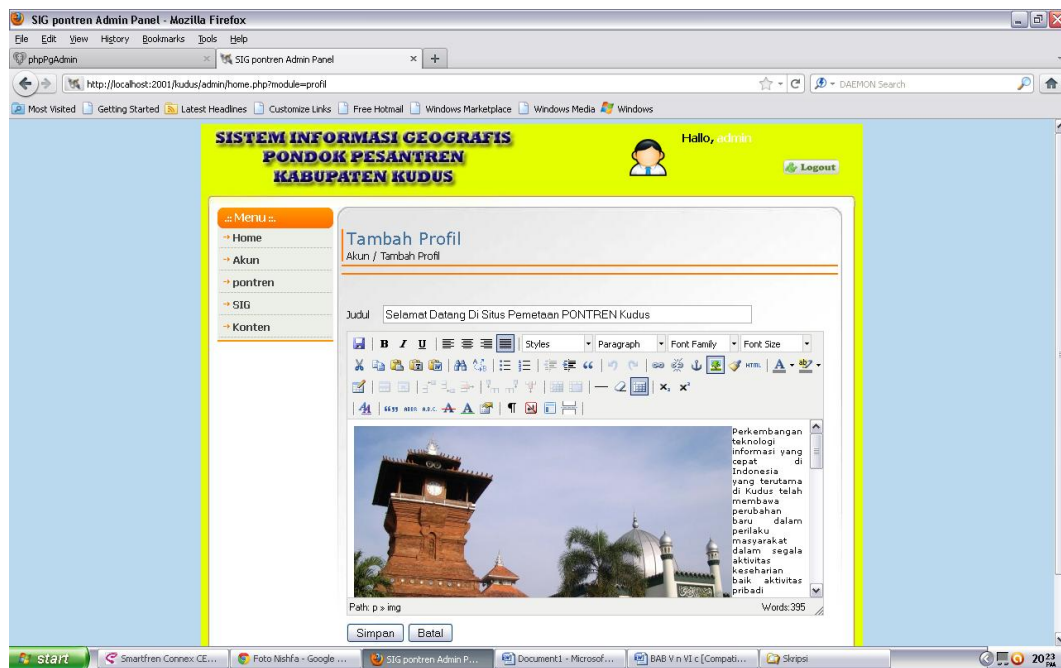 SIG pontren Admin Panel - Mozilla Firefox
File Edit View History Bookmarks Tools Help
phpPgAdmin × SIG pontren Admin Panel × +
http://localhost:2001/kudus/admin/home.php?module=profil DAEMON Search
Most Visited Getting Started Latest Headlines Customize Links Free Hotmail Windows Marketplace Windows Media Windows
SISTEM INFORMASI GEOGRAFIS
PONDOK PESANTREN
KABUPATEN KUDUS
Hallo, admin
Logout
.:: Menu ::.
Home
Akun
pontren
SIG
Konten
Tambah Profil
Akun / Tambah Profil
Judul Selamat Datang Di Situs Pemetaan PONTREN Kudus
B I U Styles Paragraph Font Family Font Size
HTML A ab
x, x²
A.B.C. A A ¶
Perkembangan
teknologi
informasi yang
cepat di
Indonesia
yang terutama
di Kudus telah
membawa
perubahan
baru dalam
perilaku
masyarakat
dalam segala
aktivitas
keseharian
baik aktivitas
pribadi
Path: p » img Words:395
Simpan Batal
start Smartfren Connex CE... Foto Nishfa - Google ... SIG pontren Admin P... Document1 - Microsof... BAB V n VI c [Compati... Skripsi 20²³